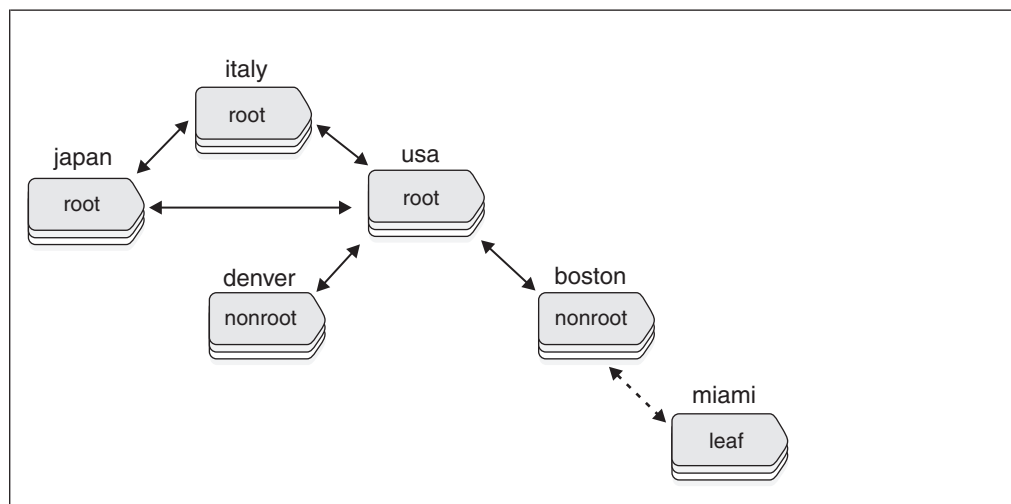 italy
root
japan
root
usa
root
denver
nonroot
boston
nonroot
miami
leaf